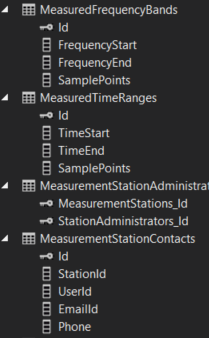 MeasuredFrequencyBands
Id
FrequencyStart
FrequencyEnd
SamplePoints
MeasuredTimeRanges
Id
TimeStart
TimeEnd
SamplePoints
MeasurementStationAdministrat
MeasurementStations_Id
StationAdministrators_Id
MeasurementStationContacts
Id
StationId
UserId
EmailId
Phone